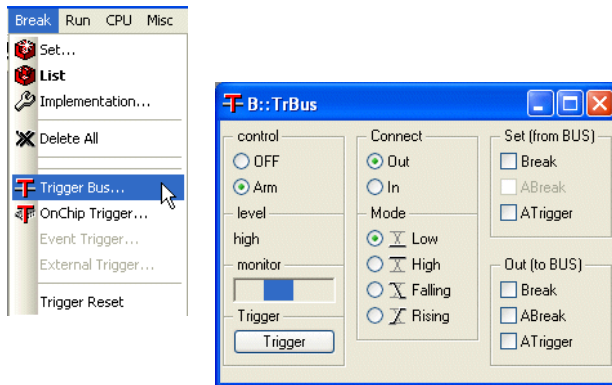 Break Run CPU Misc
Set...
List
Implementation...
Delete All
Trigger Bus...
OnChip Trigger...
Event Trigger...
External Trigger...
Trigger Reset
B::TrBus
control
OFF
Arm
level
high
monitor
Trigger
Trigger
Connect
Out
In
Mode
Low
High
Falling
Rising
Set (from BUS)
Break
ABreak
ATrigger
Out (to BUS)
Break
ABreak
ATrigger